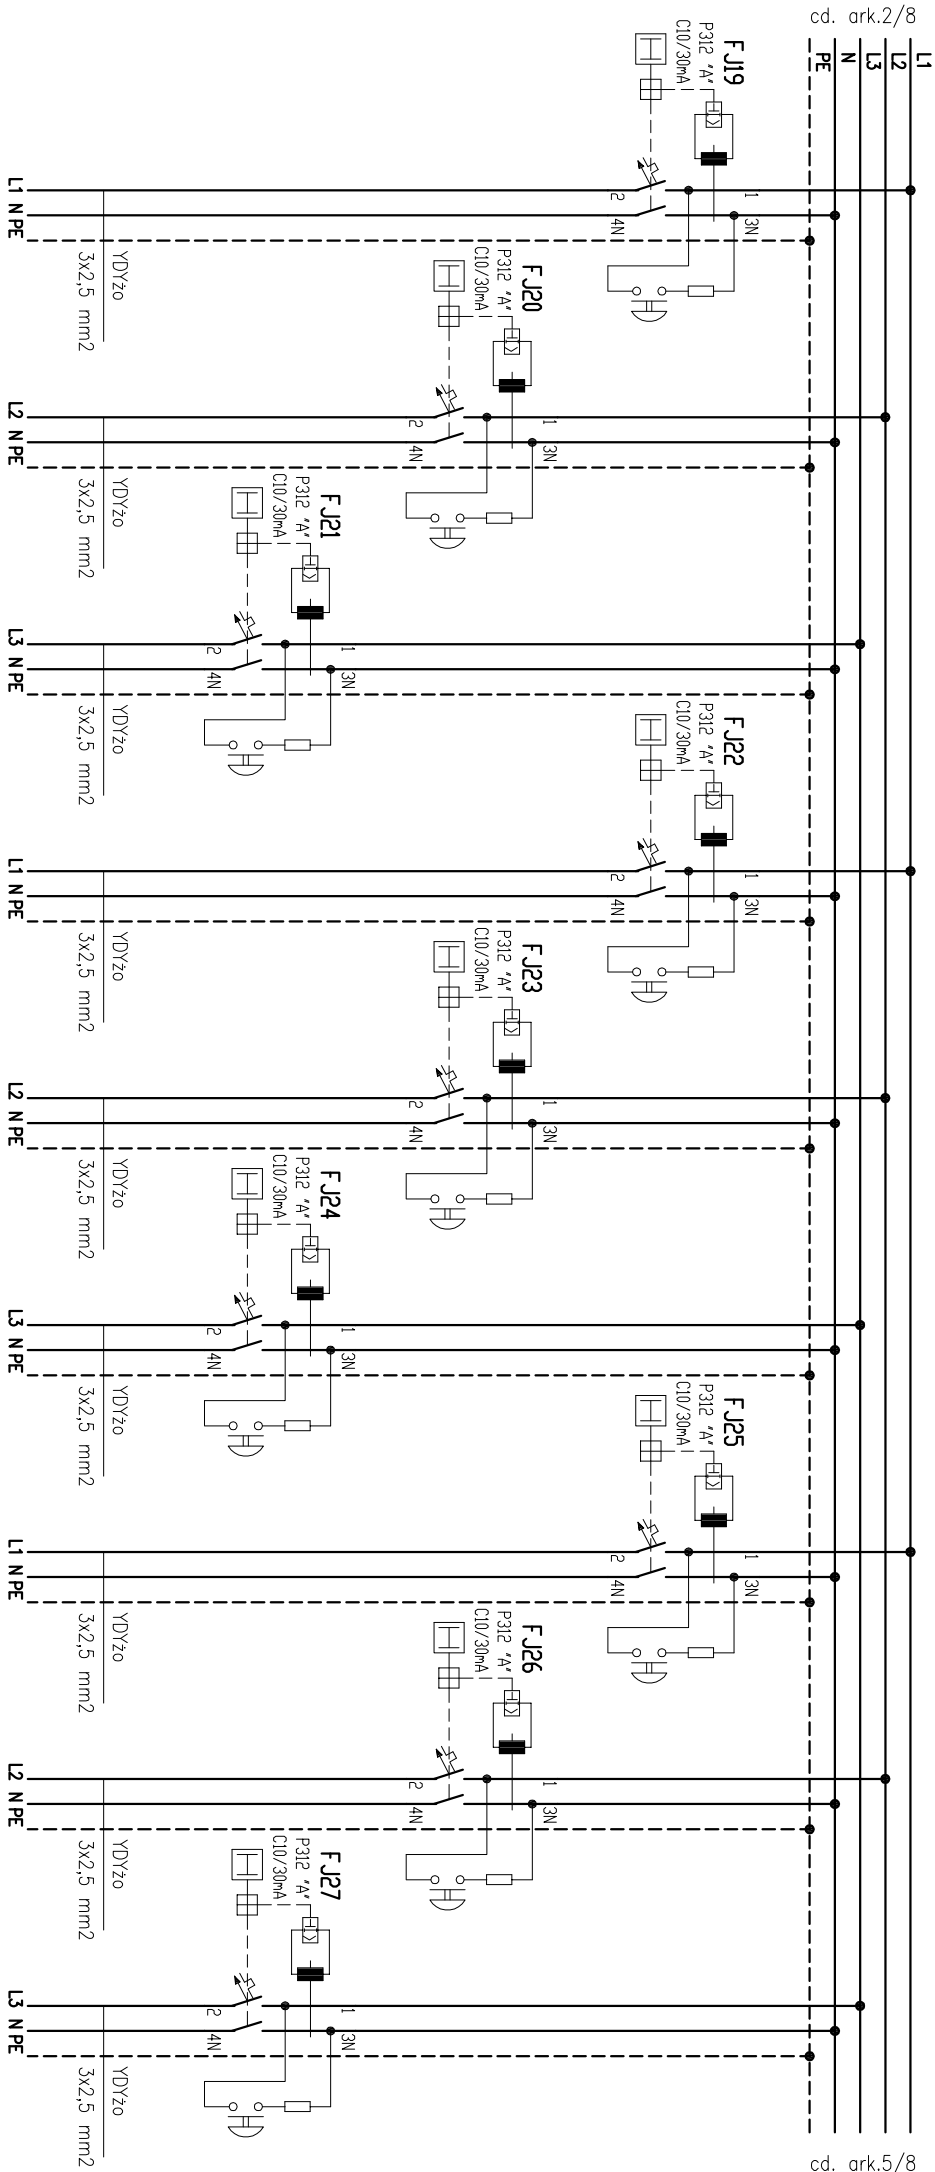 cd. ark.2/8
L1
L2
L3
N
PE
FJ19
P312 "A"
C10/30mA
1
3N
2
4N
L1 N PE
YDYżo
3x2,5 mm2
FJ20
P312 "A"
C10/30mA
1
3N
2
4N
L2 N PE
YDYżo
3x2,5 mm2
FJ21
P312 "A"
C10/30mA
1
3N
2
4N
L3 N PE
YDYżo
3x2,5 mm2
FJ22
P312 "A"
C10/30mA
1
3N
2
4N
L1 N PE
YDYżo
3x2,5 mm2
FJ23
P312 "A"
C10/30mA
1
3N
2
4N
L2 N PE
YDYżo
3x2,5 mm2
FJ24
P312 "A"
C10/30mA
1
3N
2
4N
L3 N PE
YDYżo
3x2,5 mm2
FJ25
P312 "A"
C10/30mA
1
3N
2
4N
L1 N PE
YDYżo
3x2,5 mm2
FJ26
P312 "A"
C10/30mA
1
3N
2
4N
L2 N PE
YDYżo
3x2,5 mm2
FJ27
P312 "A"
C10/30mA
1
3N
2
4N
L3 N PE
YDYżo
3x2,5 mm2
cd. ark.5/8